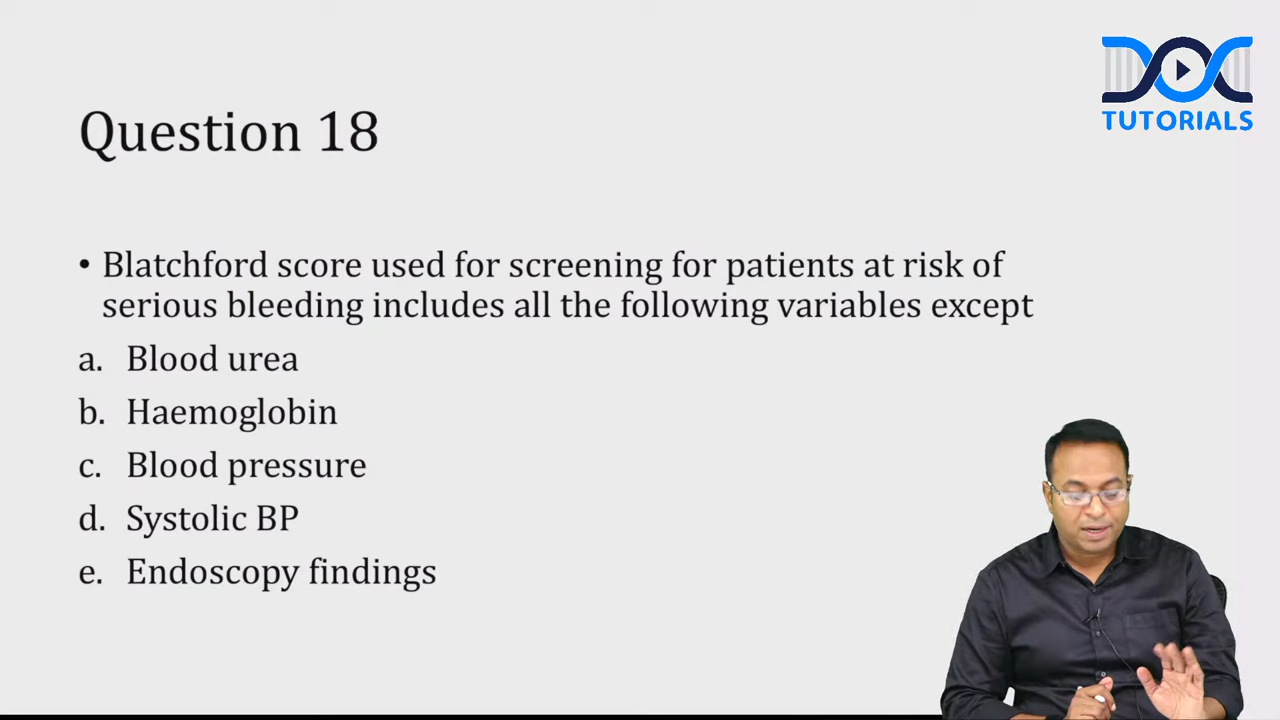 DOC
TUTORIALS
Question 18
• Blatchford score used for screening for patients at risk of
serious bleeding includes all the following variables except
a. Blood urea
b. Haemoglobin
c. Blood pressure
d. Systolic BP
e. Endoscopy findings